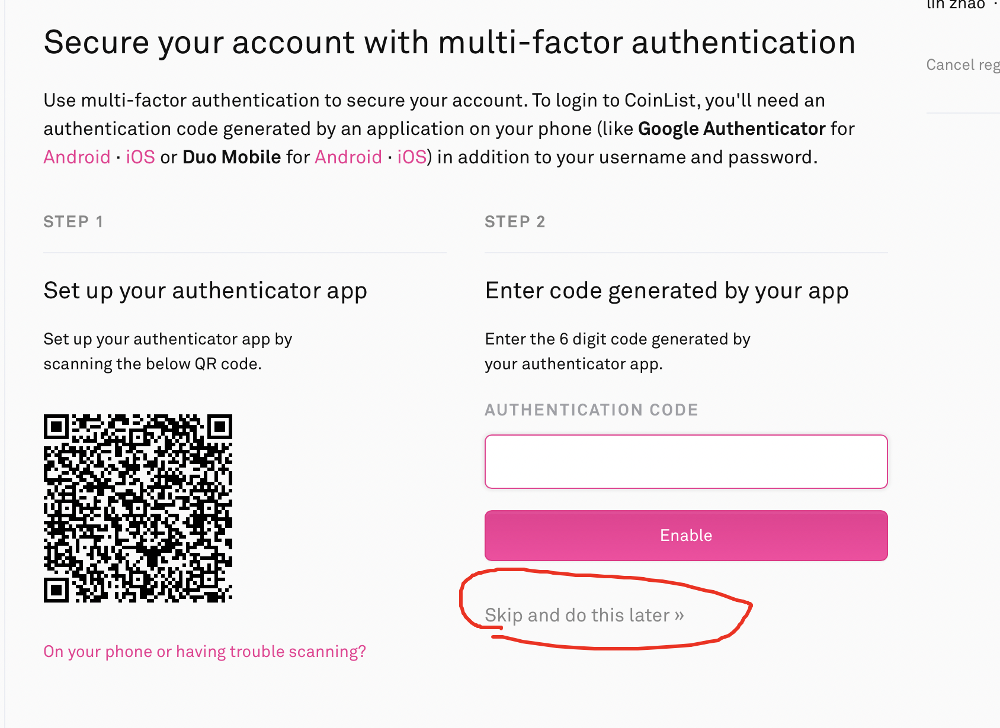 lin zhao ·
Secure your account with multi-factor authentication
Cancel reg
Use multi-factor authentication to secure your account. To login to CoinList, you'll need an
authentication code generated by an application on your phone (like Google Authenticator for
Android · iOS or Duo Mobile for Android · iOS) in addition to your username and password.
STEP 1
Set up your authenticator app
Set up your authenticator app by
scanning the below QR code.
On your phone or having trouble scanning?
STEP 2
Enter code generated by your app
Enter the 6 digit code generated by
your authenticator app.
AUTHENTICATION CODE
Enable
Skip and do this later »